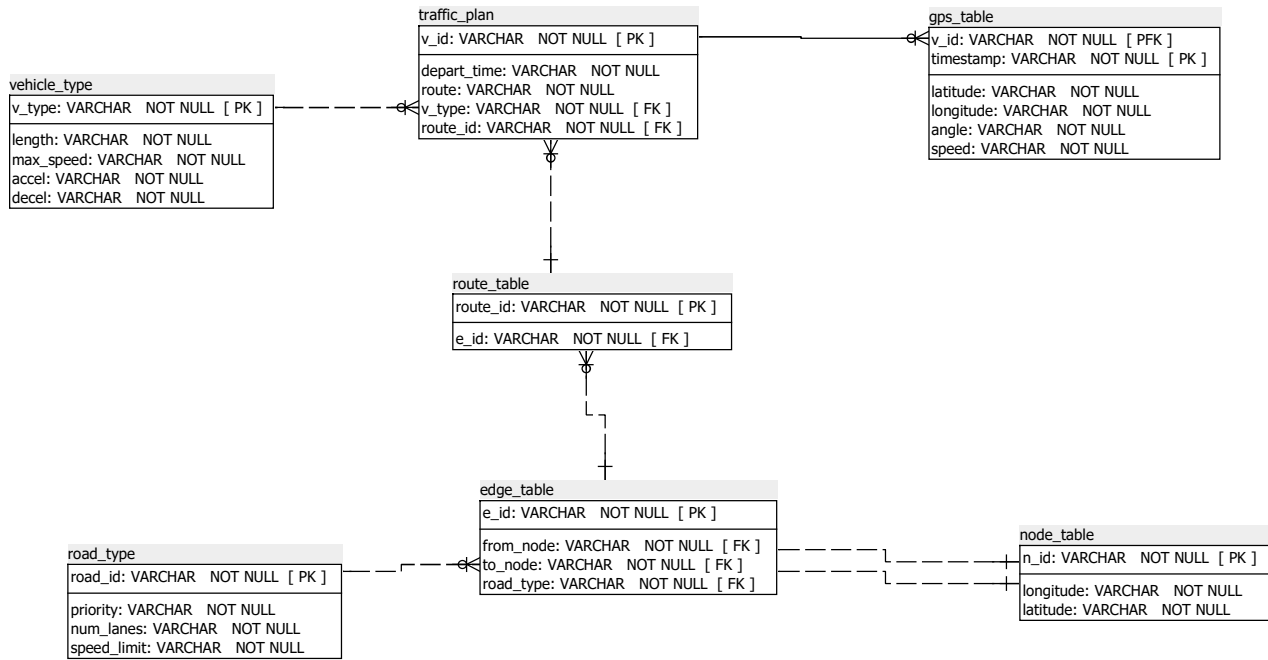 traffic_plan
v_id: VARCHAR NOT NULL [ PK ]
depart_time: VARCHAR NOT NULL
route: VARCHAR NOT NULL
v_type: VARCHAR NOT NULL [ FK ]
route_id: VARCHAR NOT NULL [ FK ]
gps_table
v_id: VARCHAR NOT NULL [ PFK ]
timestamp: VARCHAR NOT NULL [ PK ]
latitude: VARCHAR NOT NULL
longitude: VARCHAR NOT NULL
angle: VARCHAR NOT NULL
speed: VARCHAR NOT NULL
vehicle_type
v_type: VARCHAR NOT NULL [ PK ]
length: VARCHAR NOT NULL
max_speed: VARCHAR NOT NULL
accel: VARCHAR NOT NULL
decel: VARCHAR NOT NULL
route_table
route_id: VARCHAR NOT NULL [ PK ]
e_id: VARCHAR NOT NULL [ FK ]
edge_table
e_id: VARCHAR NOT NULL [ PK ]
from_node: VARCHAR NOT NULL [ FK ]
to_node: VARCHAR NOT NULL [ FK ]
road_type: VARCHAR NOT NULL [ FK ]
node_table
n_id: VARCHAR NOT NULL [ PK ]
longitude: VARCHAR NOT NULL
latitude: VARCHAR NOT NULL
road_type
road_id: VARCHAR NOT NULL [ PK ]
priority: VARCHAR NOT NULL
num_lanes: VARCHAR NOT NULL
speed_limit: VARCHAR NOT NULL